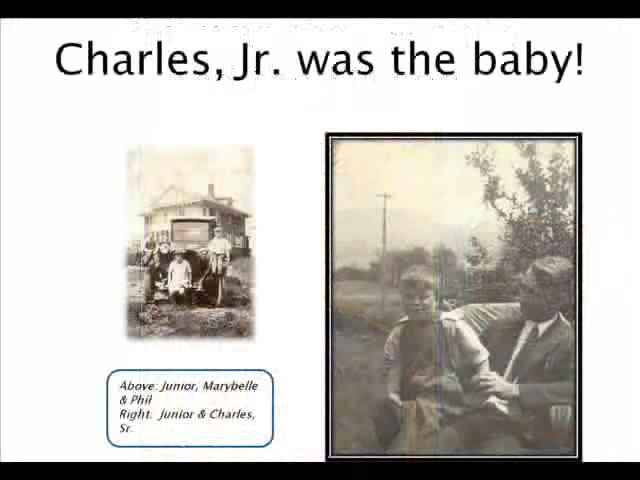 Charles, Jr. was the baby!
Above: Junior, Marybelle
& Phil
Right: Junior & Charles,
Sr.